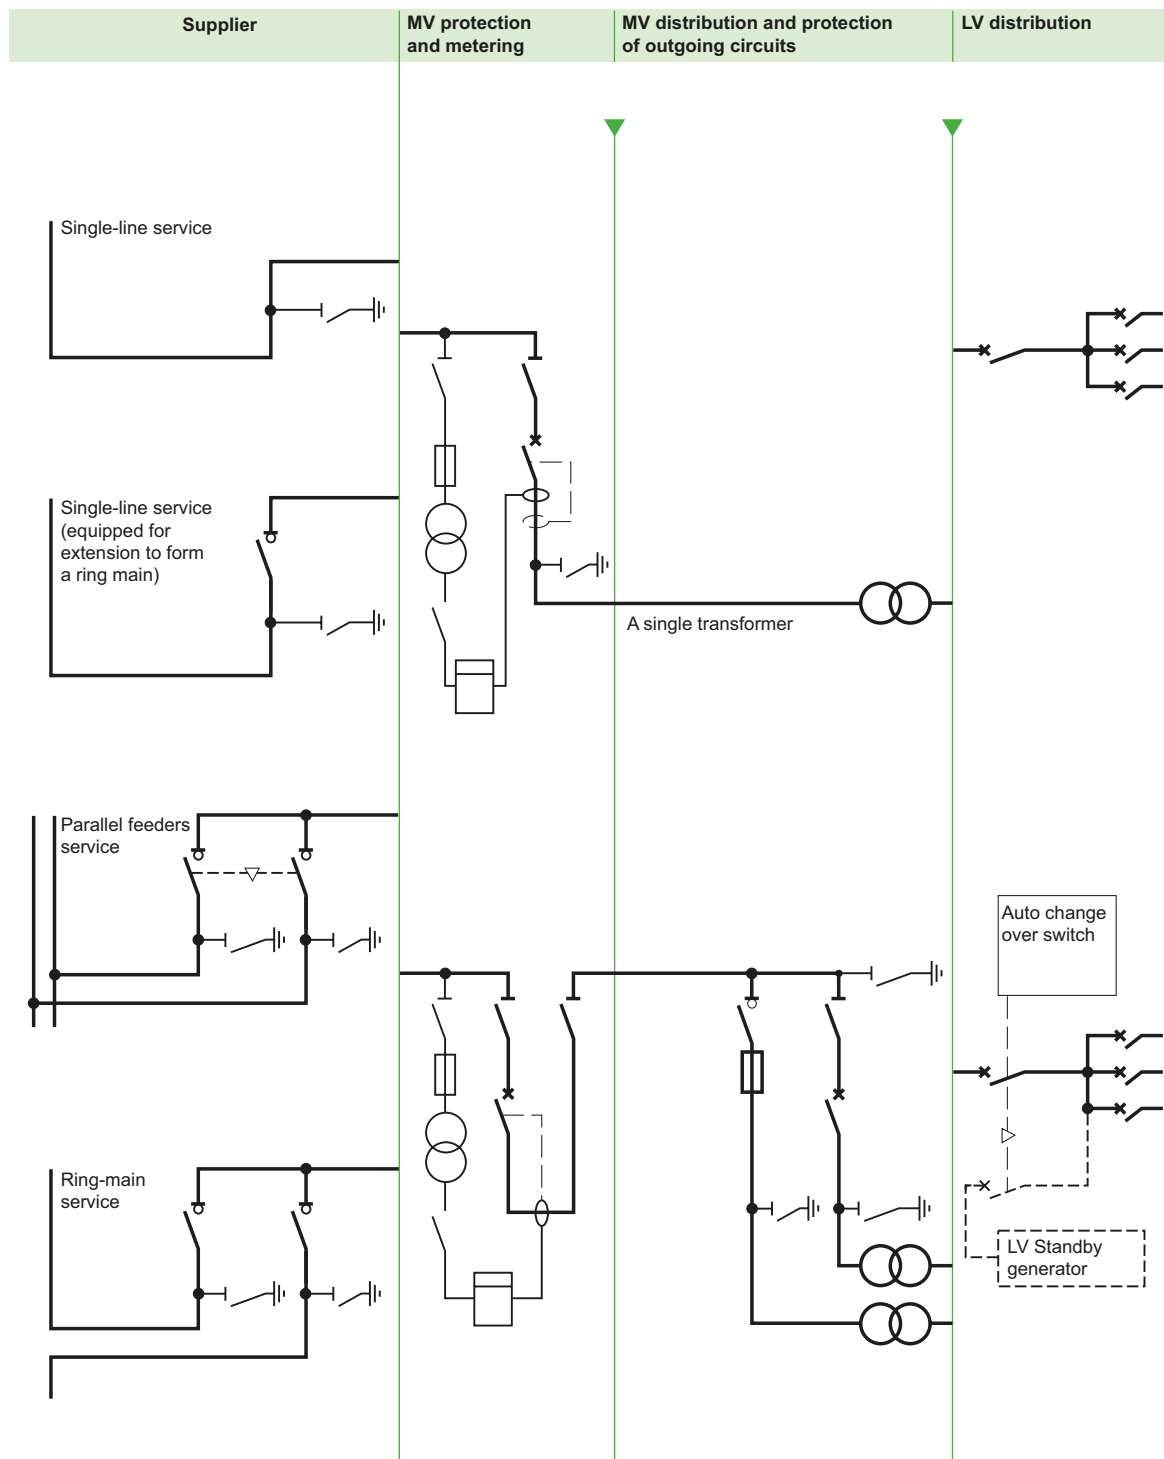 Supplier
MV protection
and metering
MV distribution and protection
of outgoing circuits
LV distribution
Single-line service
Single-line service
(equipped for
extension to form
a ring main)
A single transformer
Parallel feeders
service
Auto change
over switch
Ring-main
service
LV Standby
generator